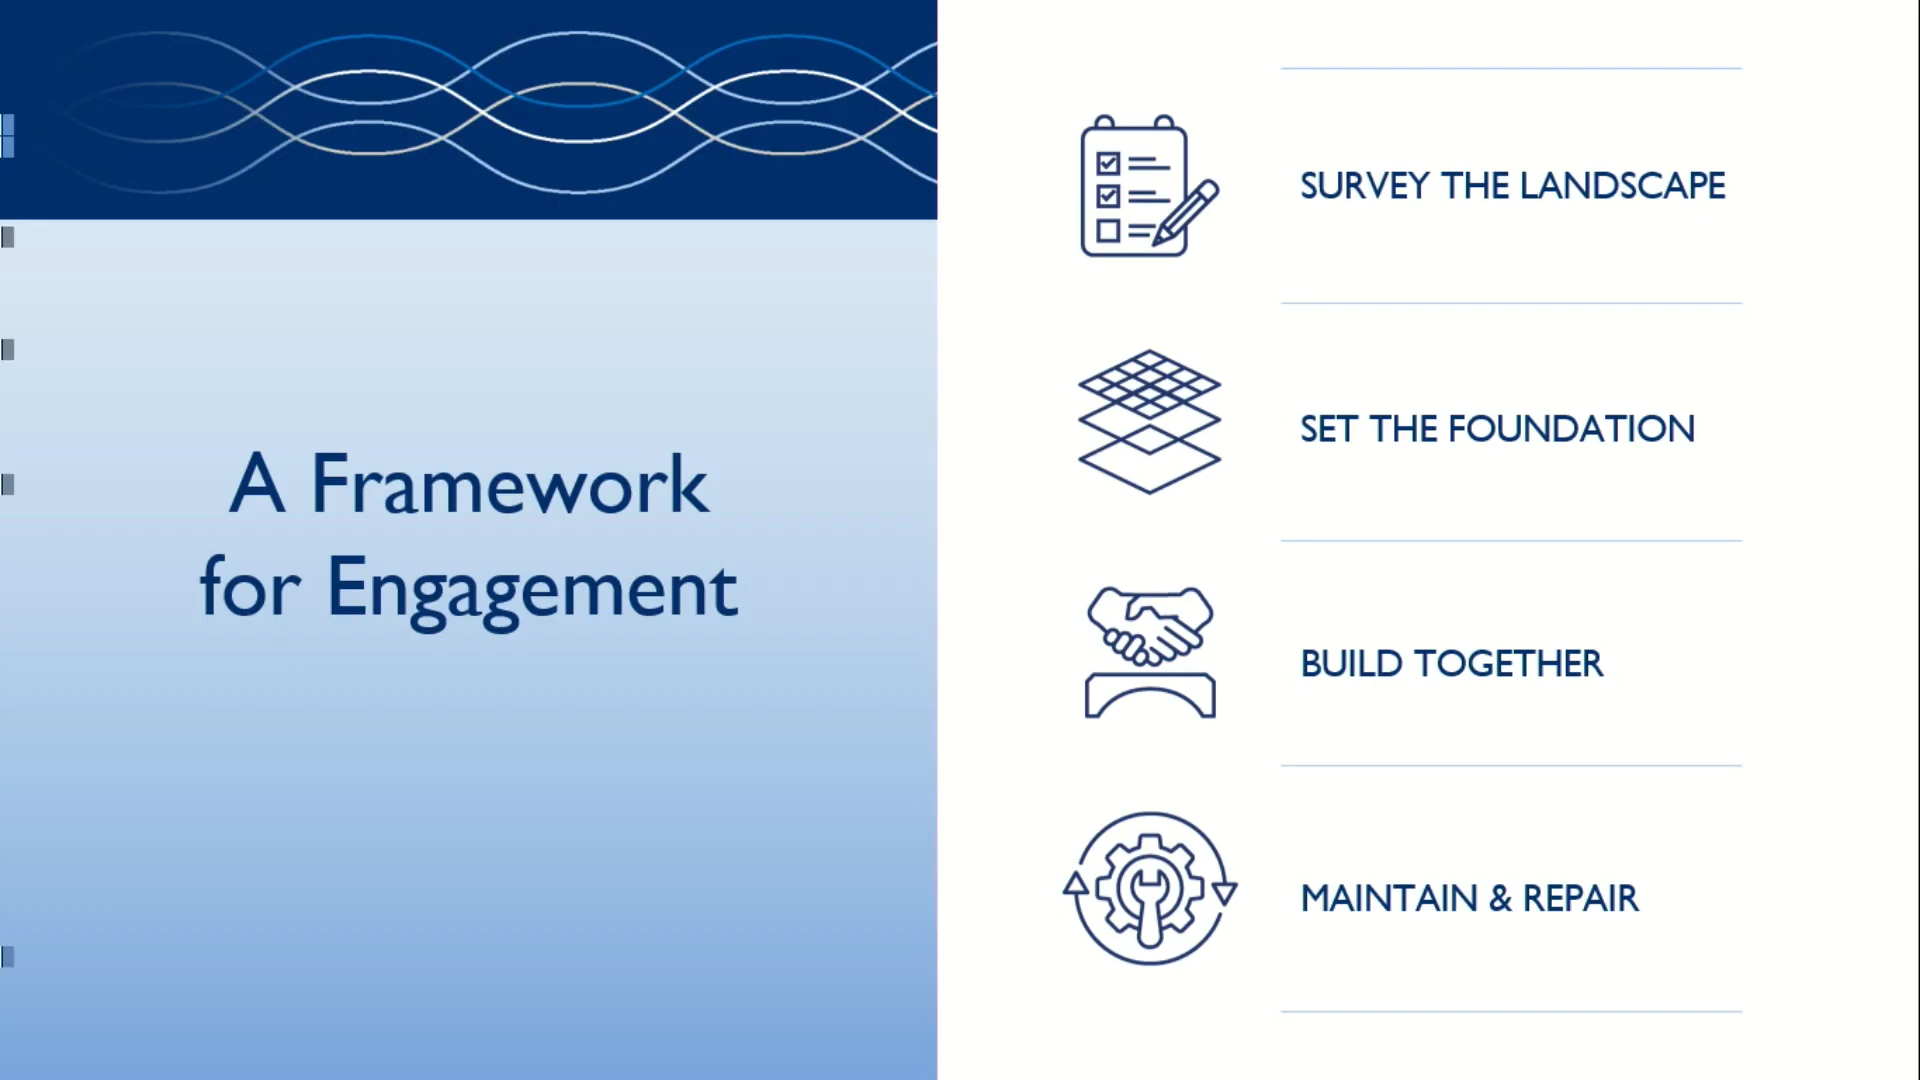 A Framework
for Engagement
SURVEY THE LANDSCAPE
SET THE FOUNDATION
BUILD TOGETHER
MAINTAIN & REPAIR